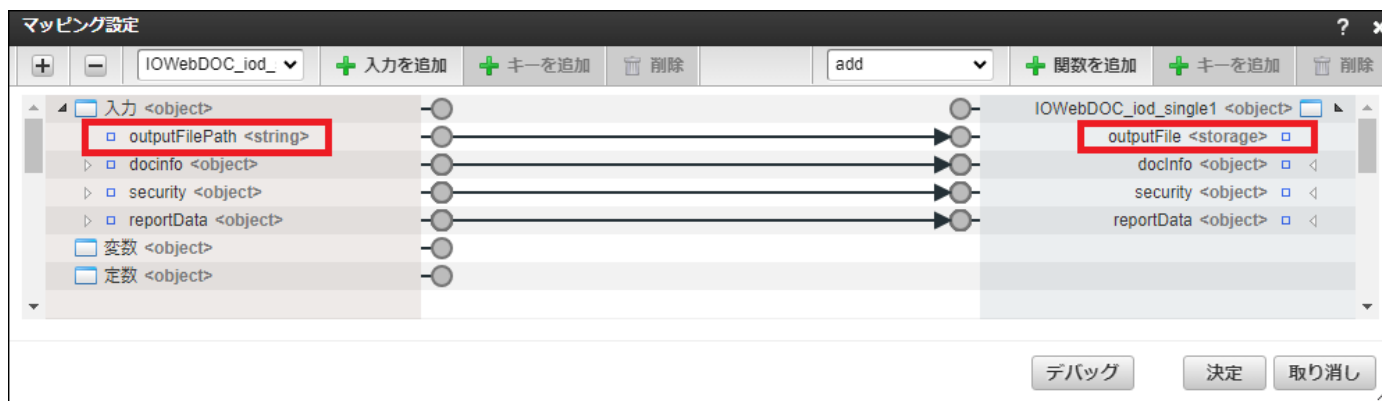 マッピング設定 ?
IOWebDOC_iod_ 入力を追加 キーを追加 削除 add 関数を追加 キーを追加 削除
入力 <object> IOWebDOC_iod_single1 <object>
outputFilePath <string> outputFile <storage>
docinfo <object> docInfo <object>
security <object> security <object>
reportData <object> reportData <object>
変数 <object>
定数 <object>
デバッグ 決定 取り消し